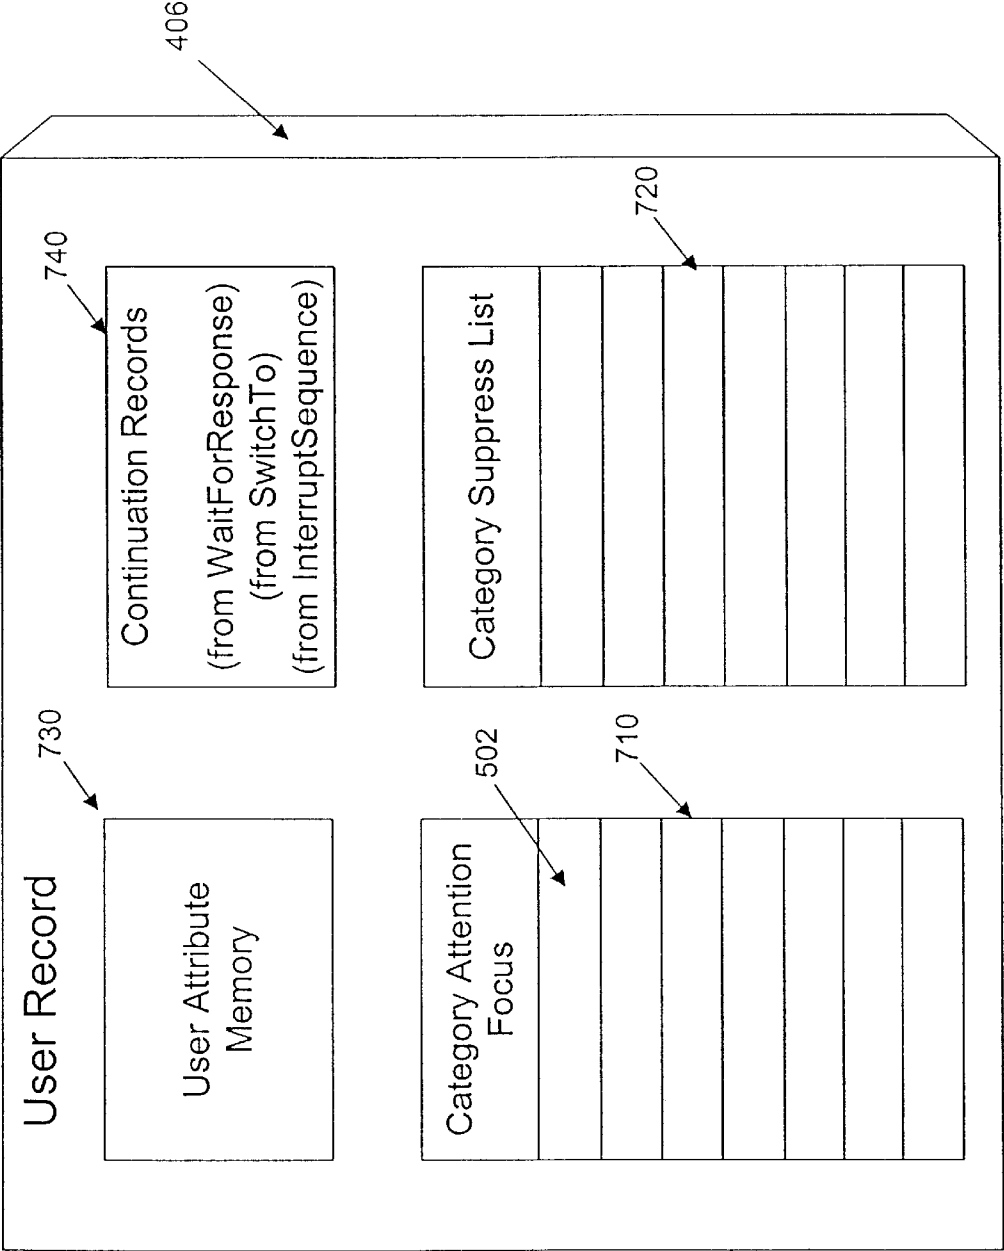 406
User Record
730
740
User Attribute
Memory
Continuation Records
(from WaitForResponse)
(from SwitchTo)
(from InterruptSequence)
502
710
720
Category Attention
Focus
Category Suppress List